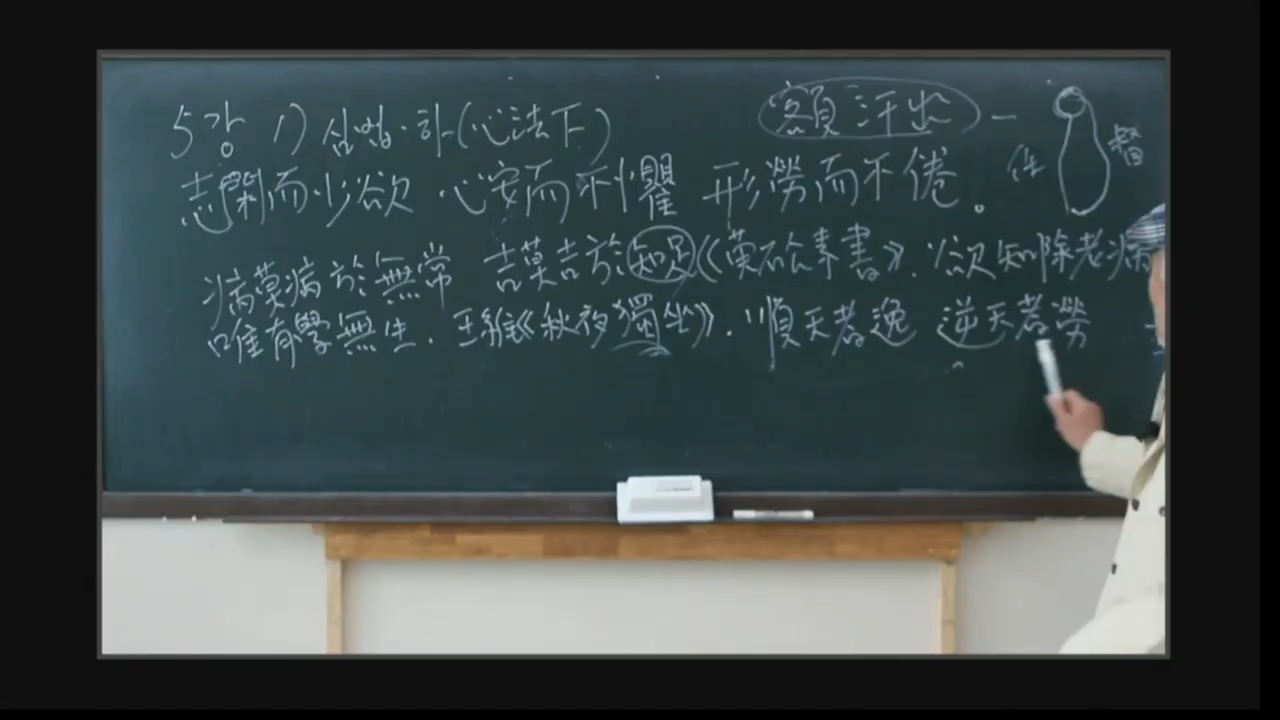 5강 1) 심법·하(心法下)
額汗出 —
任 督
志閑而少欲 心安而不懼 形勞而不倦。
病莫病於無常 吉莫吉於知足《黃石公素書》. 欲知除老病
唯有學無生. 王維《秋夜獨坐》. 順天者逸 逆天者勞